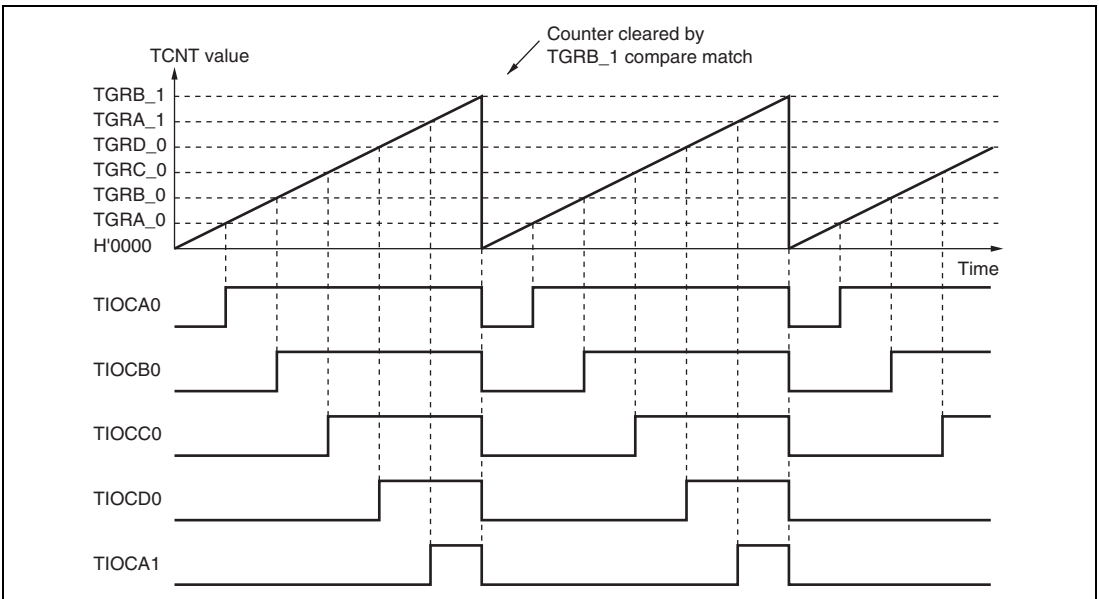 Counter cleared by
TGRB_1 compare match
TCNT value
TGRB_1
TGRA_1
TGRD_0
TGRC_0
TGRB_0
TGRA_0
H'0000
Time
TIOCA0
TIOCB0
TIOCC0
TIOCD0
TIOCA1